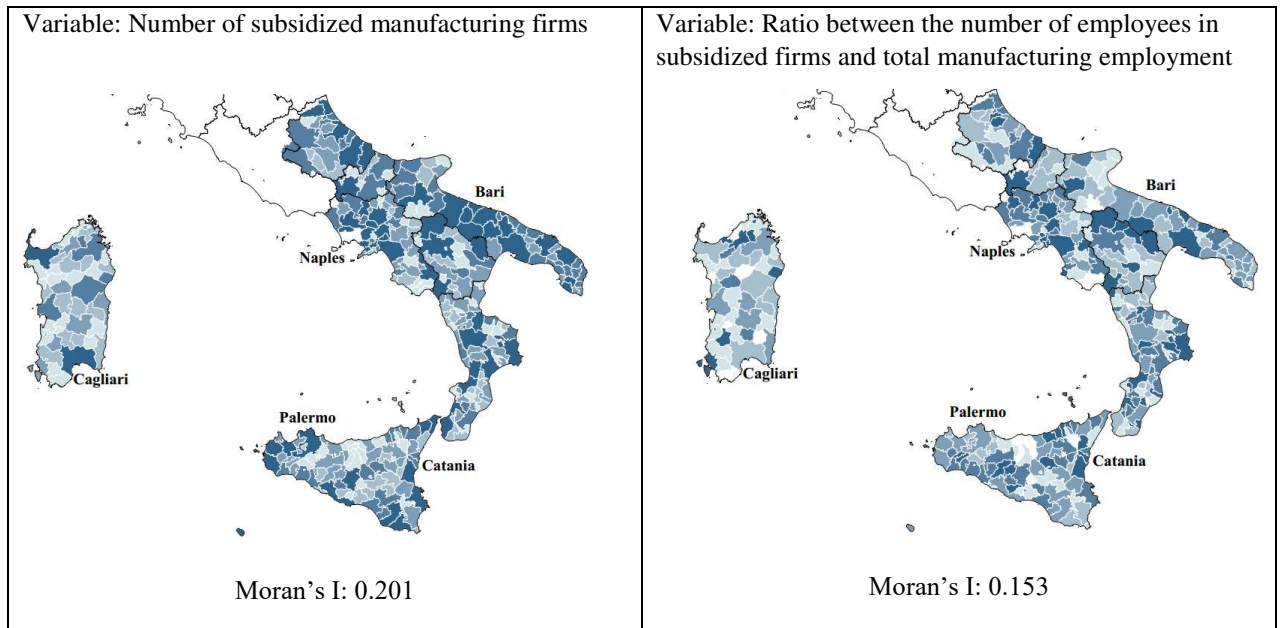 Variable: Number of subsidized manufacturing firms
Bari
Naples
Cagliari
Palermo
Catania
Moran's I: 0.201
Variable: Ratio between the number of employees in
subsidized firms and total manufacturing employment
Bari
Naples
Cagliari
Palermo
Catania
Moran's I: 0.153